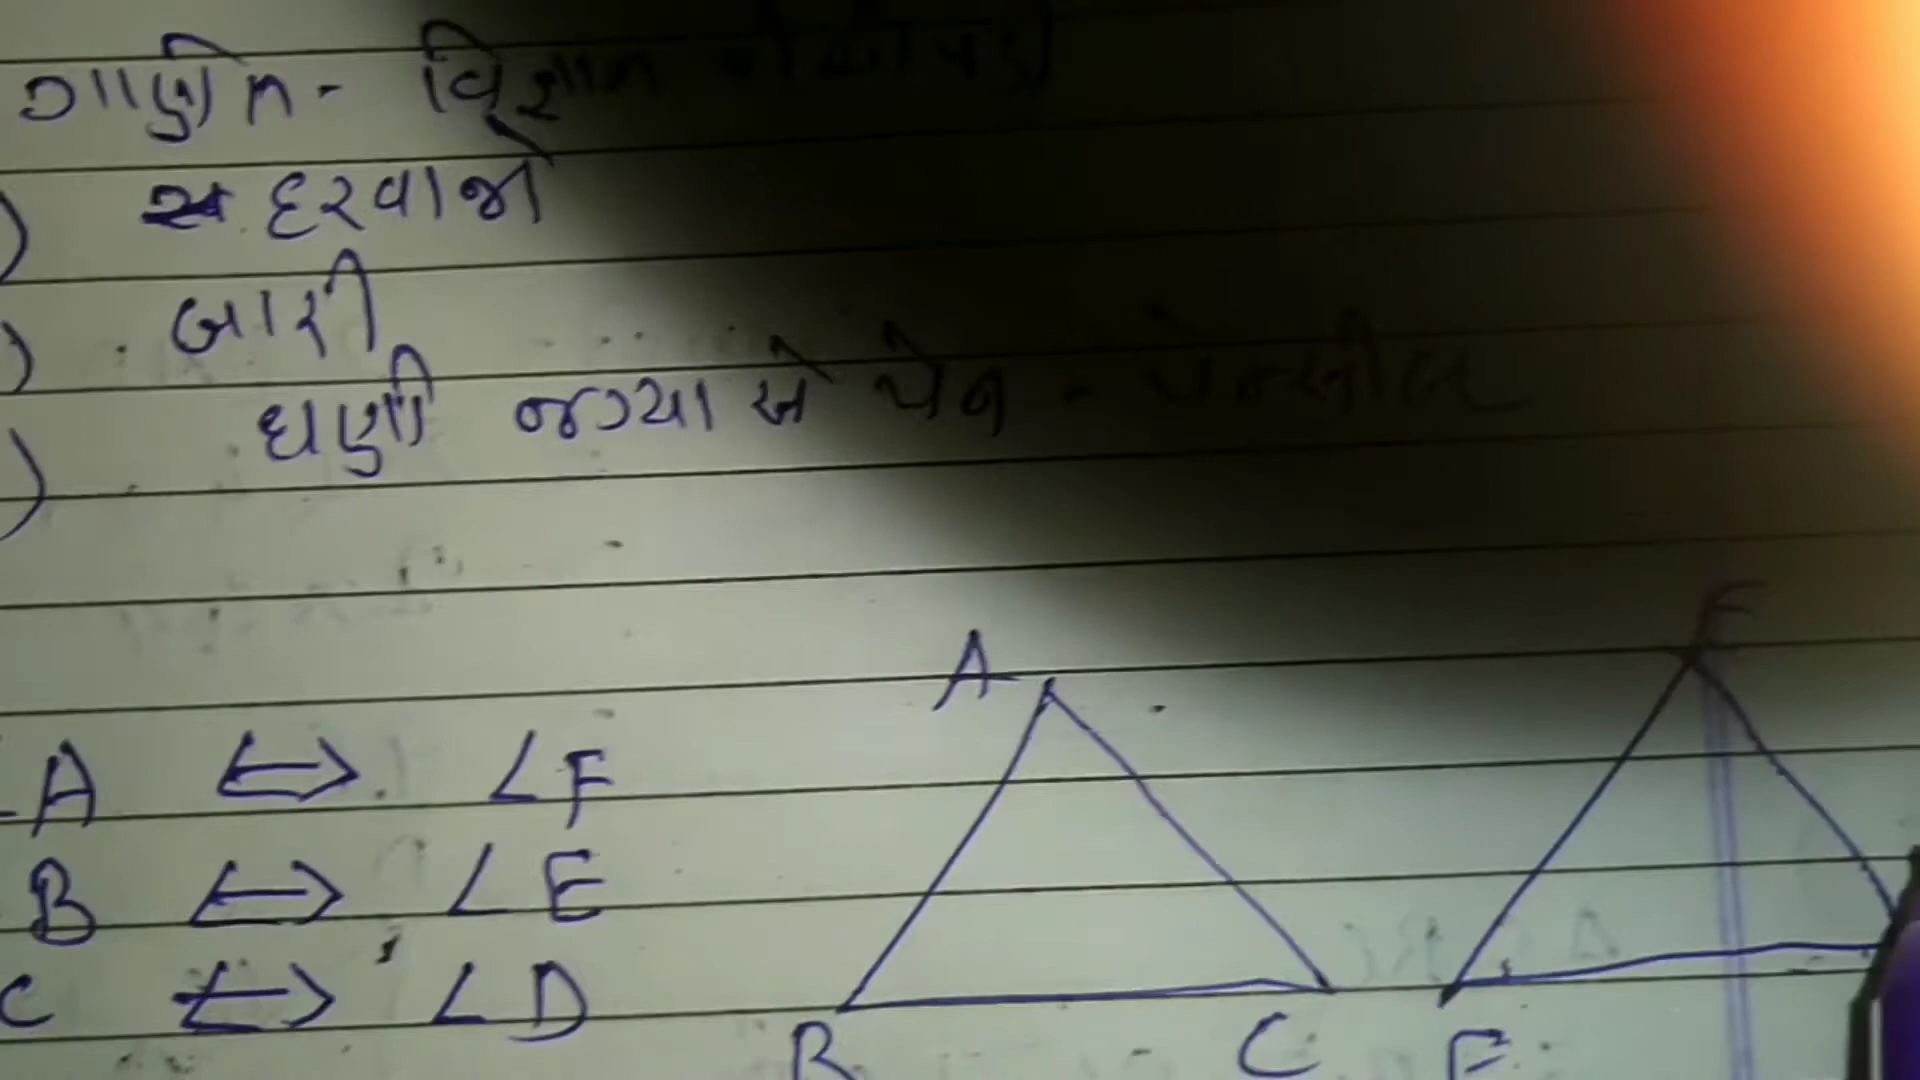 ગાણિત - વિજ્ઞાન
દરવાજો
બારી
ઘણી જગ્યા એ પેન - પેન્સીલ
A
F
A ⇔ ∠F
B ⇔ ∠E
C ⇔ ∠D
B C E